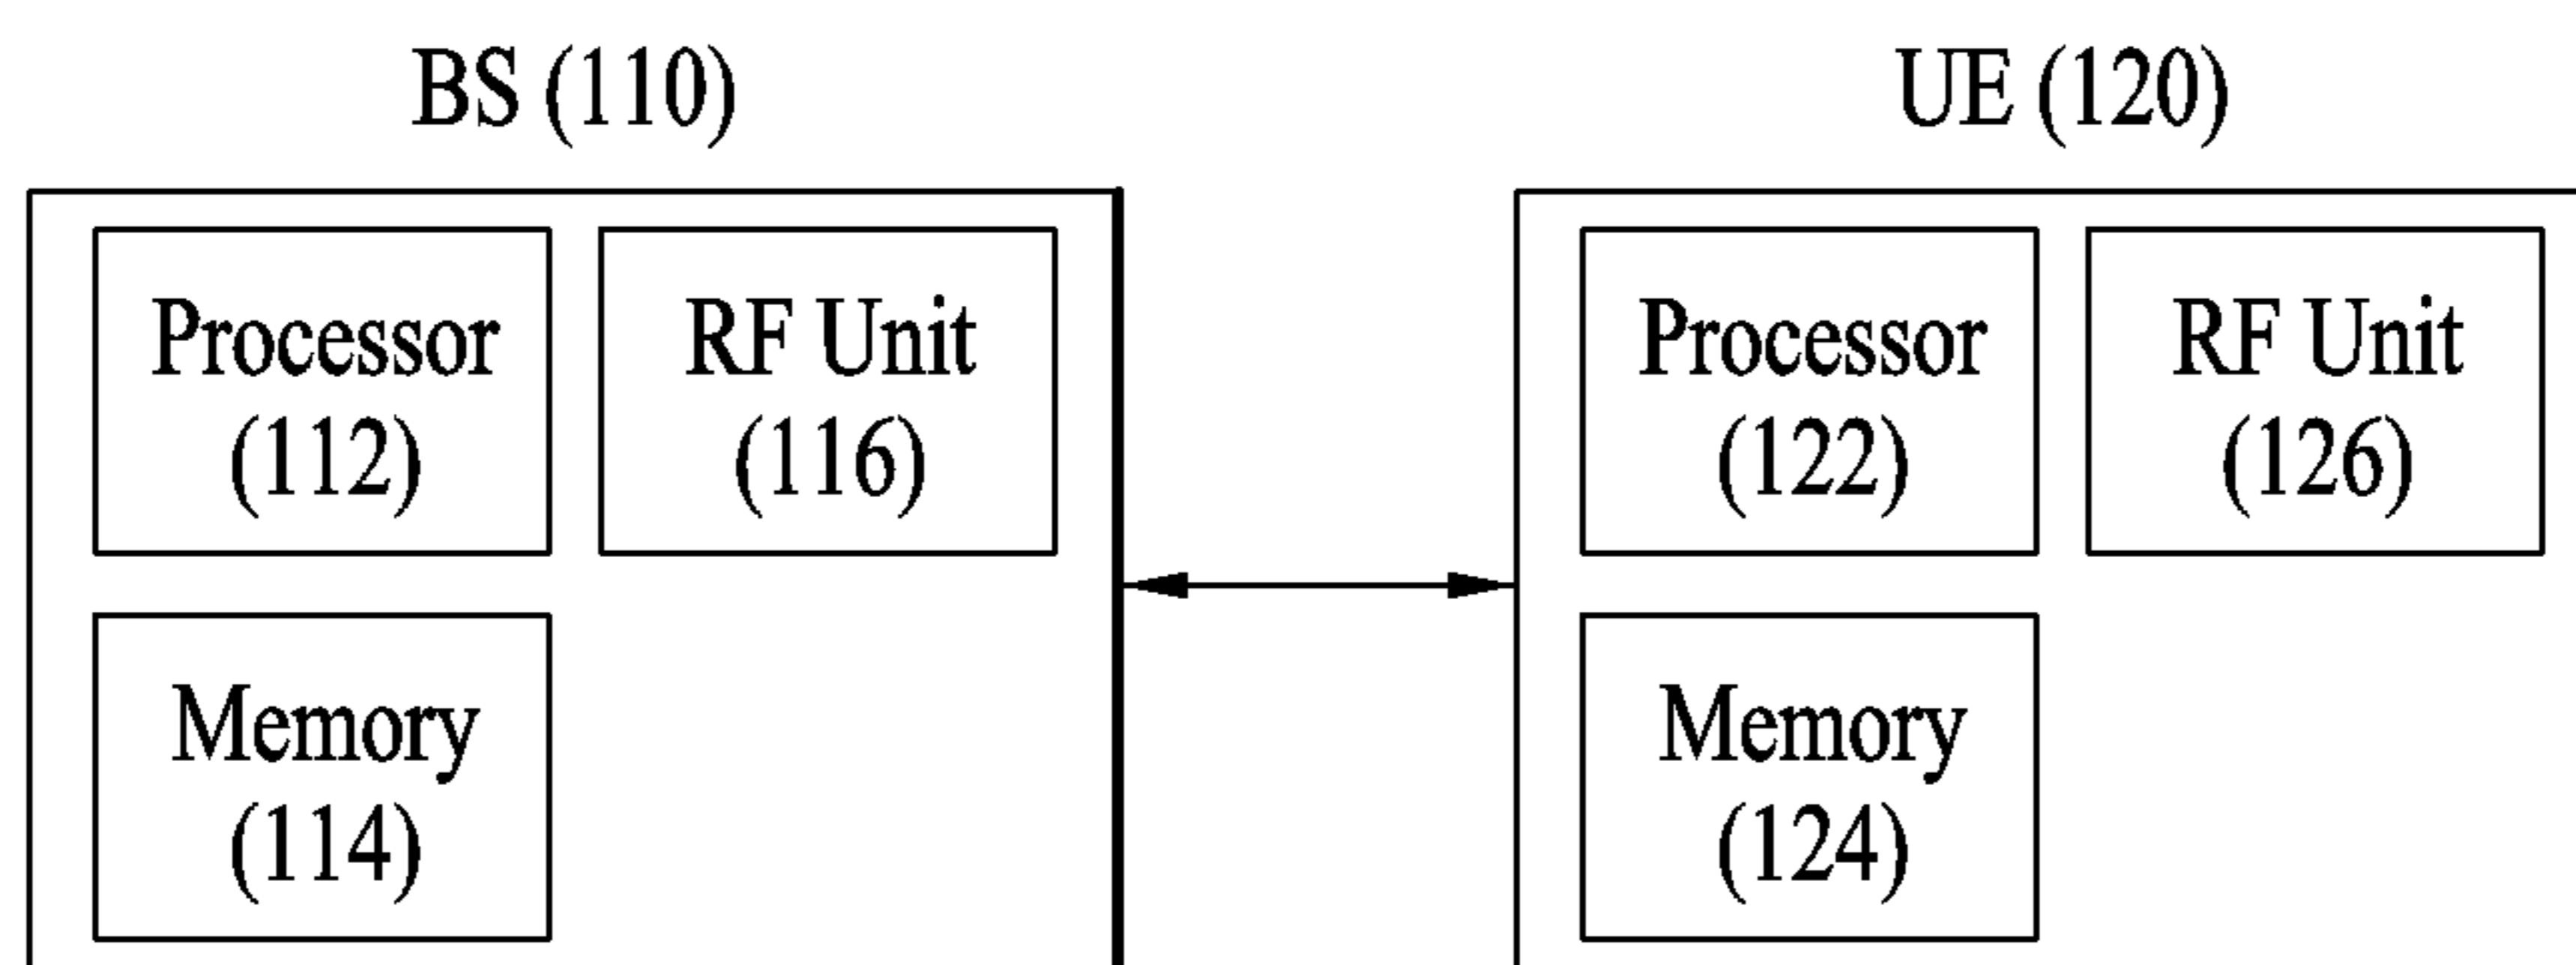 BS (110)
UE (120)
Processor
(112)
RF Unit
(116)
Memory
(114)
Processor
(122)
RF Unit
(126)
Memory
(124)